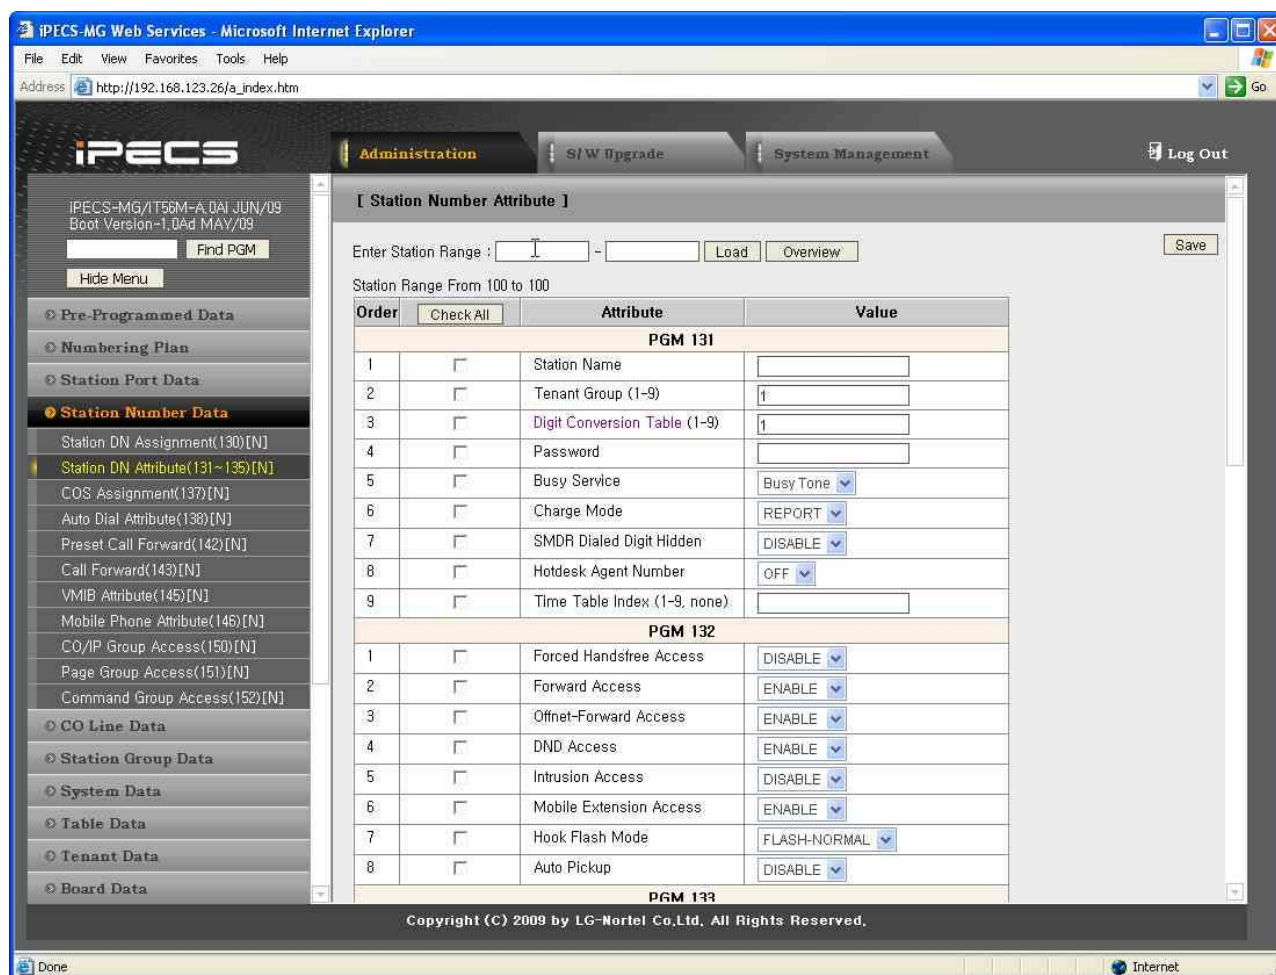 iPECS-MG Web Services - Microsoft Internet Explorer
File Edit View Favorites Tools Help
Address http://192.168.123.26/a_index.htm Go
iPECS
Administration S/W Upgrade System Management Log Out
iPECS-MG/IT56M-A.0Ai JUN/09
Boot Version-1.0Ad MAY/09
Find PGM
Hide Menu
Pre-Programmed Data
Numbering Plan
Station Port Data
Station Number Data
Station DN Assignment(130)[N]
Station DN Attribute(131~135)[N]
COS Assignment(137)[N]
Auto Dial Attribute(138)[N]
Preset Call Forward(142)[N]
Call Forward(143)[N]
VMIB Attribute(145)[N]
Mobile Phone Attribute(146)[N]
CO/IP Group Access(150)[N]
Page Group Access(151)[N]
Command Group Access(152)[N]
CO Line Data
Station Group Data
System Data
Table Data
Tenant Data
Board Data
[ Station Number Attribute ]
Enter Station Range : - Load Overview Save
Station Range From 100 to 100
Order Check All Attribute Value
PGM 131
1 Station Name
2 Tenant Group (1-9) 1
3 Digit Conversion Table (1-9) 1
4 Password
5 Busy Service Busy Tone
6 Charge Mode REPORT
7 SMDR Dialed Digit Hidden DISABLE
8 Hotdesk Agent Number OFF
9 Time Table Index (1-9, none)
PGM 132
1 Forced Handsfree Access DISABLE
2 Forward Access ENABLE
3 Offnet-Forward Access ENABLE
4 DND Access ENABLE
5 Intrusion Access DISABLE
6 Mobile Extension Access ENABLE
7 Hook Flash Mode FLASH-NORMAL
8 Auto Pickup DISABLE
PGM 133
Copyright (C) 2009 by LG-Nortel Co,Ltd. All Rights Reserved.
Done Internet